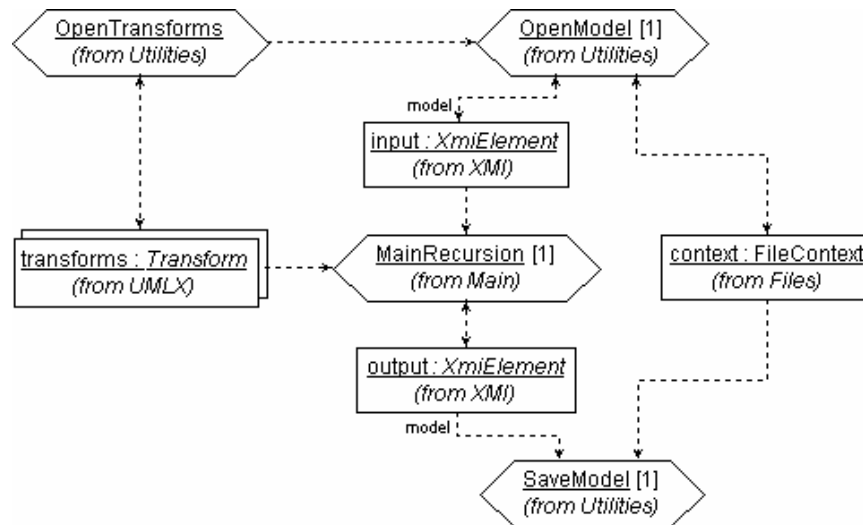 OpenTransforms
(from Utilities)
OpenModel [1]
(from Utilities)
model
input : XmiElement
(from XMI)
transforms : Transform
(from UMLX)
MainRecursion [1]
(from Main)
context : FileContext
(from Files)
output : XmiElement
(from XMI)
model
SaveModel [1]
(from Utilities)